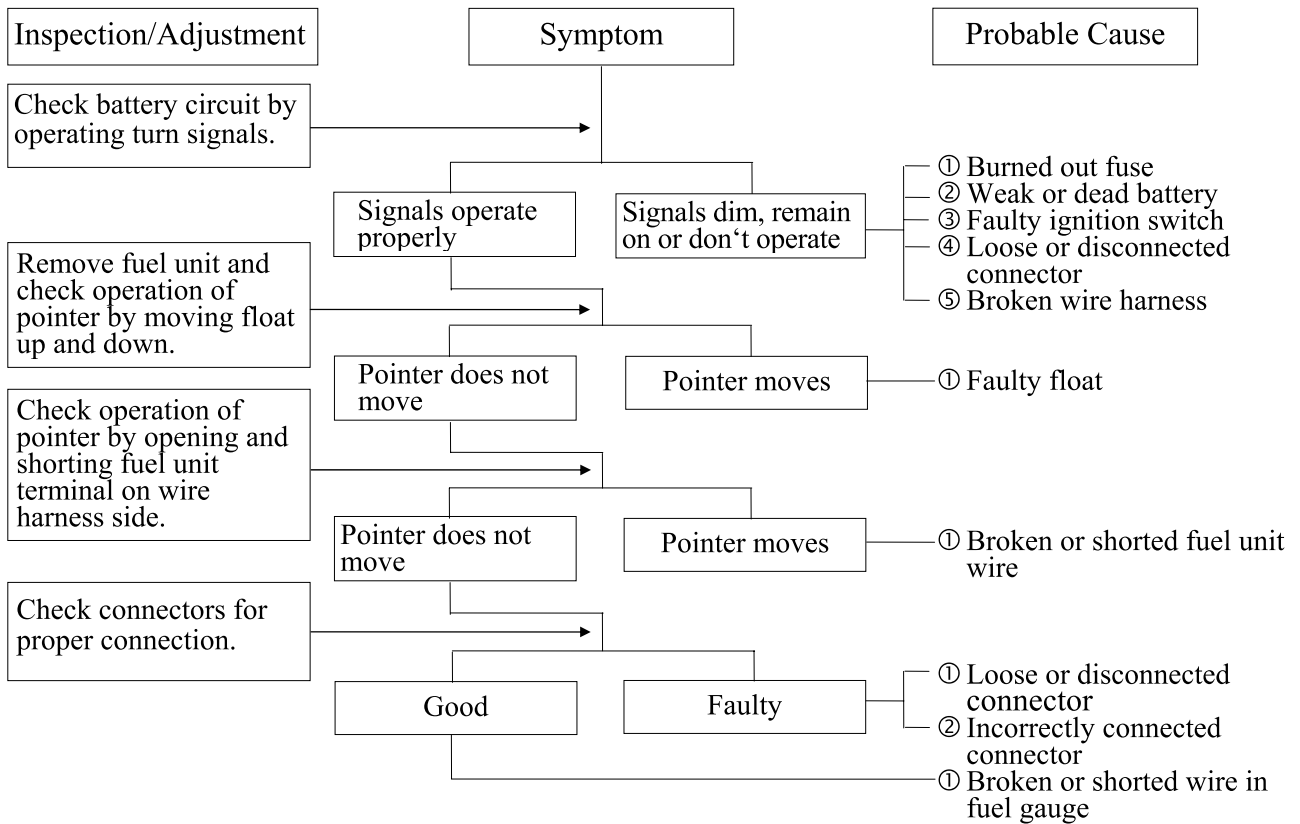 Inspection/Adjustment
Symptom
Probable Cause
Check battery circuit by
operating turn signals.
Signals operate
properly
Signals dim, remain
on or don‘t operate
① Burned out fuse
② Weak or dead battery
③ Faulty ignition switch
④ Loose or disconnected
connector
⑤ Broken wire harness
Remove fuel unit and
check operation of
pointer by moving float
up and down.
Pointer does not
move
Pointer moves
① Faulty float
Check operation of
pointer by opening and
shorting fuel unit
terminal on wire
harness side.
Pointer does not
move
Pointer moves
① Broken or shorted fuel unit
wire
Check connectors for
proper connection.
Good
Faulty
① Loose or disconnected
connector
② Incorrectly connected
connector
① Broken or shorted wire in
fuel gauge